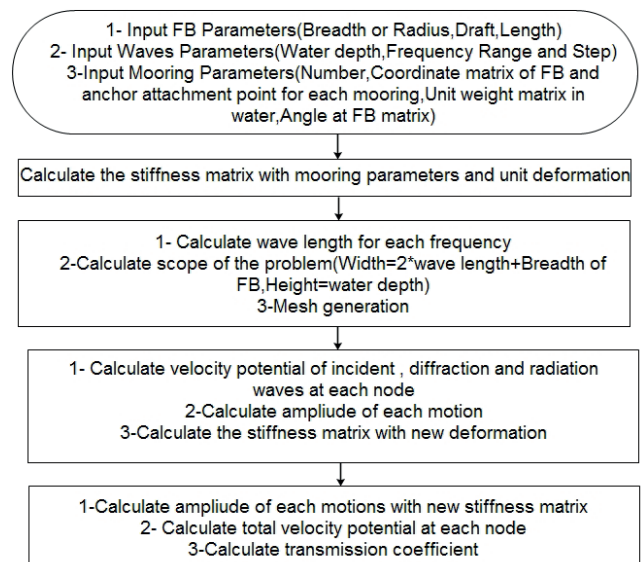 1- Input FB Parameters(Breadth or Radius,Draft,Length)
2- Input Waves Parameters(Water depth,Frequency Range and Step)
3-Input Mooring Parameters(Number,Coordinate matrix of FB and
anchor attachment point for each mooring,Unit weight matrix in
water,Angle at FB matrix)
Calculate the stiffness matrix with mooring parameters and unit deformation
1- Calculate wave length for each frequency
2-Calculate scope of the problem(Width=2*wave length+Breadth of
FB,Height=water depth)
3-Mesh generation
1- Calculate velocity potential of incident , diffraction and radiation
waves at each node
2-Calculate ampliude of each motion
3-Calculate the stiffness matrix with new deformation
1-Calculate ampliude of each motions with new stiffness matrix
2- Calculate total velocity potential at each node
3-Calculate transmission coefficient